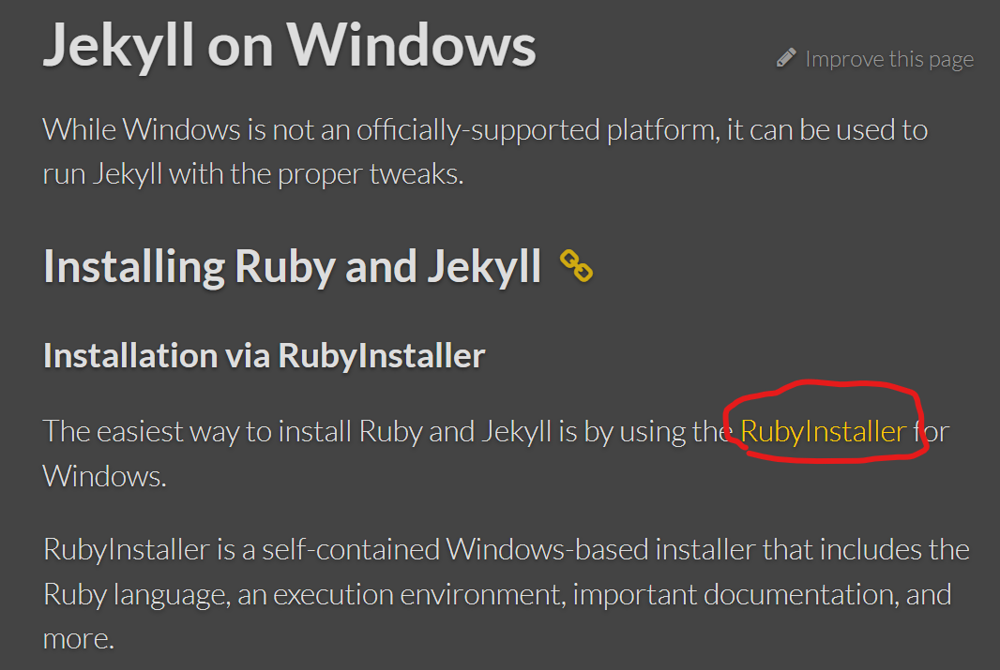 Jekyll on Windows
Improve this page
While Windows is not an officially-supported platform, it can be used to
run Jekyll with the proper tweaks.
Installing Ruby and Jekyll
Installation via RubyInstaller
The easiest way to install Ruby and Jekyll is by using the RubyInstaller for
Windows.
RubyInstaller is a self-contained Windows-based installer that includes the
Ruby language, an execution environment, important documentation, and
more.